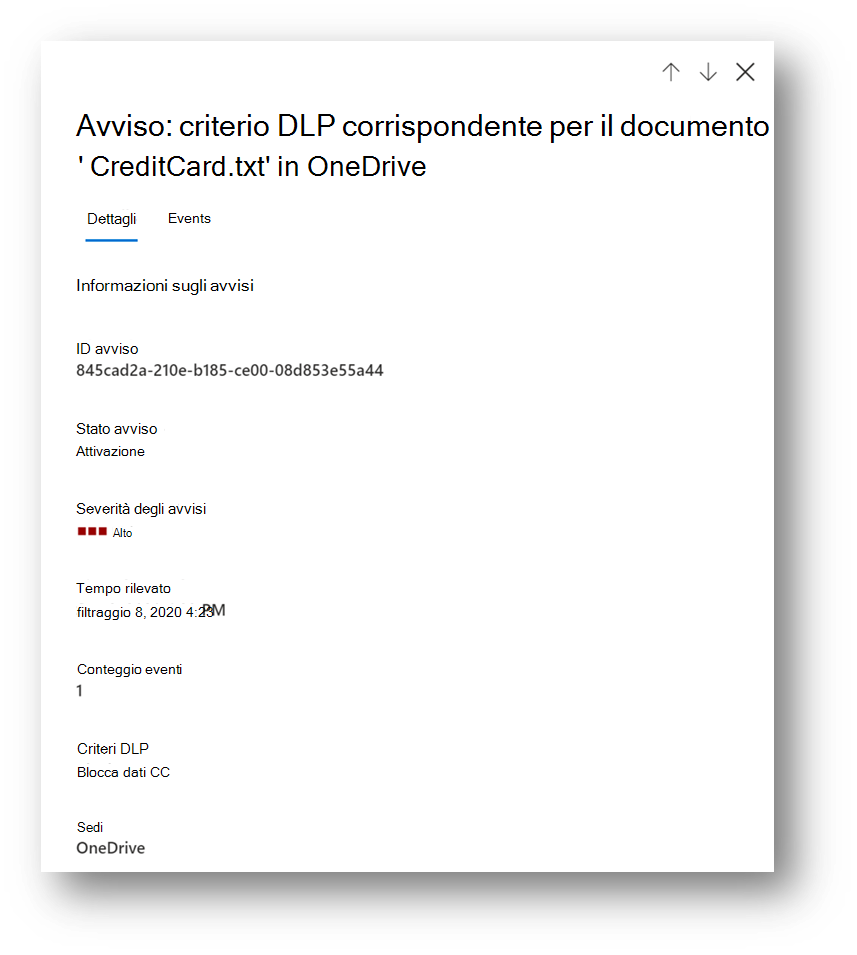 Avviso: criterio DLP corrispondente per il documento
' CreditCard.txt' in OneDrive
Dettagli Events
Informazioni sugli avvisi
ID avviso
845cad2a-210e-b185-ce00-08d853e55a44
Stato avviso
Attivazione
Severità degli avvisi
Alto
Tempo rilevato
filtraggio 8, 2020 4:23 PM
Conteggio eventi
1
Criteri DLP
Blocca dati CC
Sedi
OneDrive